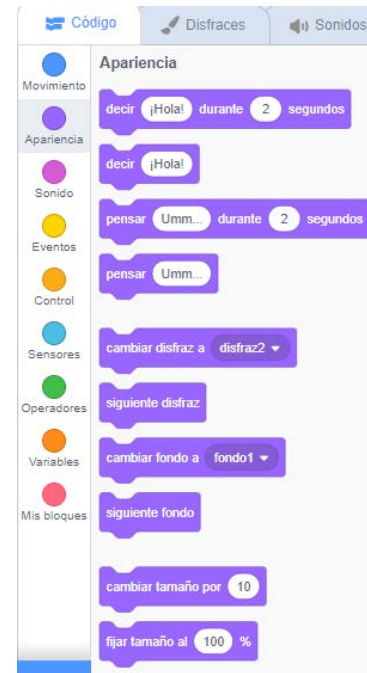 Código Disfraces Sonidos
Movimiento
Apariencia
Sonido
Eventos
Control
Sensores
Operadores
Variables
Mis bloques
Apariencia
decir ¡Hola! durante 2 segundos
decir ¡Hola!
pensar Umm... durante 2 segundos
pensar Umm...
cambiar disfraz a disfraz2
siguiente disfraz
cambiar fondo a fondo1
siguiente fondo
cambiar tamaño por 10
fijar tamaño al 100 %